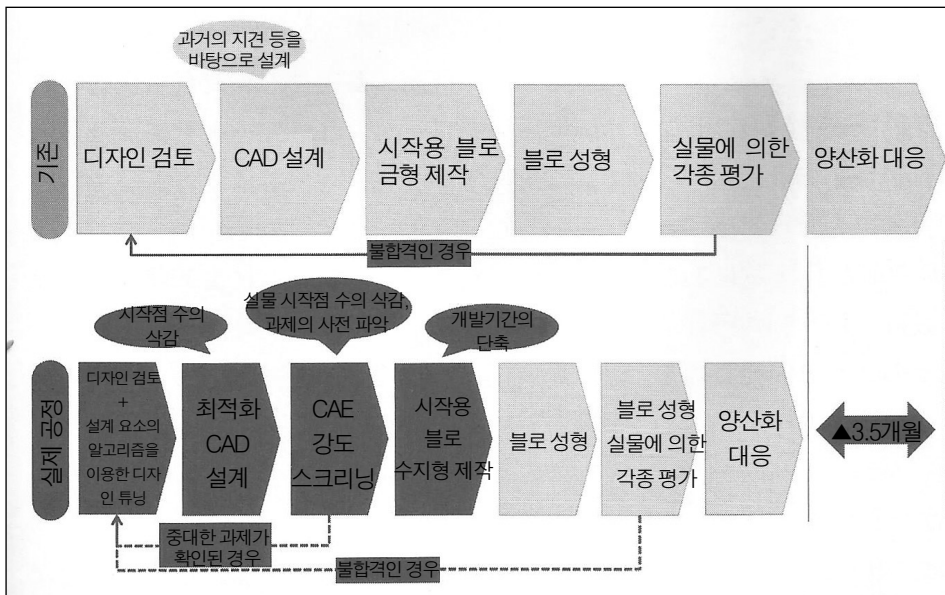 과거의 지견 등을
바탕으로 설계
기존
디자인 검토
CAD 설계
시작용 블로
금형 제작
블로 성형
실물에 의한
각종 평가
양산화 대응
불합격인 경우
시작점 수의
삭감
실물 시작점 수의 삭감,
과제의 사전 파악
개발기간의
단축
실제 공정
디자인 검토
+
설계 요소의
알고리즘을
이용한 디자
인 튜닝
최적화
CAD
설계
CAE
강도
스크리닝
시작용
블로
수지형 제작
블로 성형
블로 성형
실물에 의한
각종 평가
양산화
대응
▲3.5개월
중대한 과제가
확인된 경우
불합격인 경우